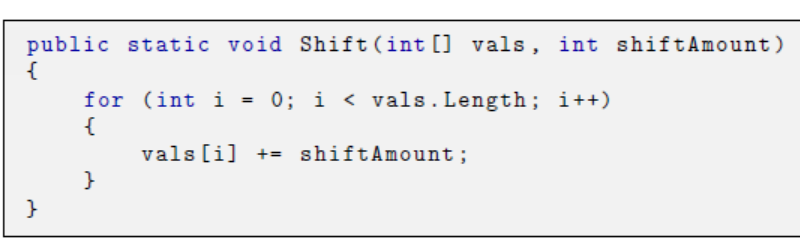 public static void Shift(int[] vals, int shiftAmount)
{
    for (int i = 0; i < vals.Length; i++)
    {
        vals[i] += shiftAmount;
    }
}